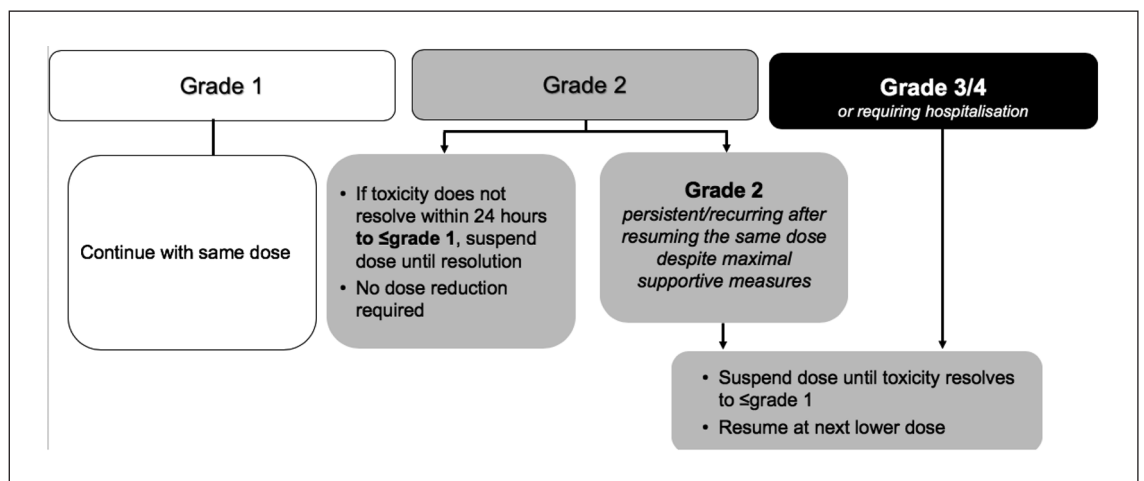 Grade 1
Grade 2
Grade 3/4
or requiring hospitalisation
Continue with same dose
• If toxicity does not
resolve within 24 hours
to ≤grade 1, suspend
dose until resolution
• No dose reduction
required
Grade 2
persistent/recurring after
resuming the same dose
despite maximal
supportive measures
• Suspend dose until toxicity resolves
to ≤grade 1
• Resume at next lower dose